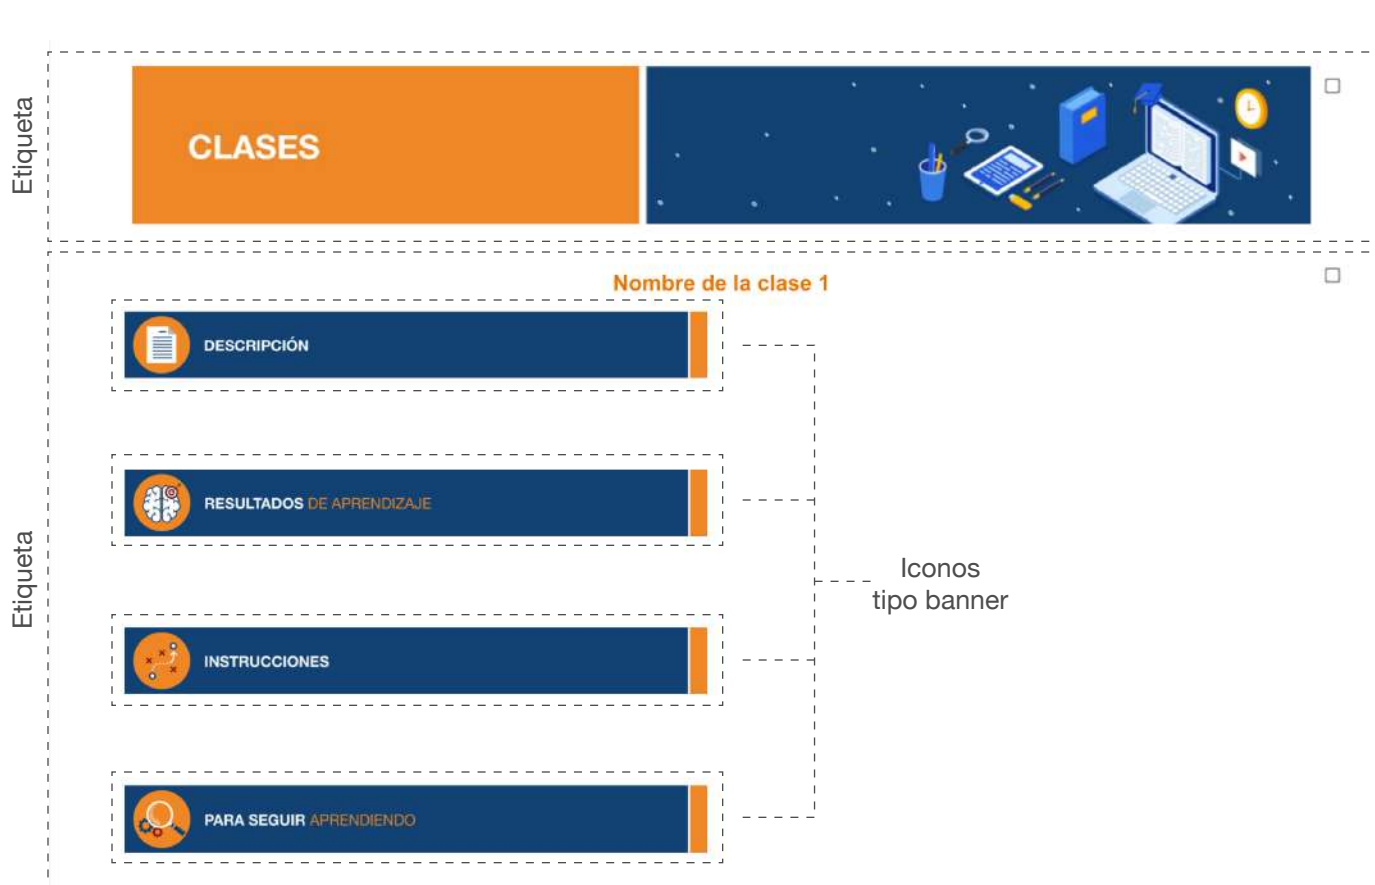 Etiqueta
CLASES
Nombre de la clase 1
DESCRIPCIÓN
RESULTADOS DE APRENDIZAJE
Etiqueta
Iconos
tipo banner
INSTRUCCIONES
PARA SEGUIR APRENDIENDO